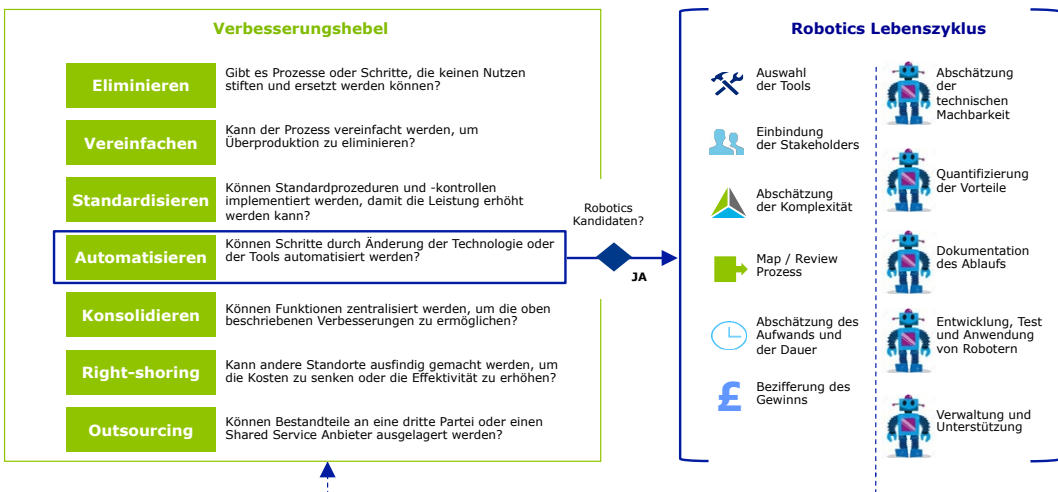 Verbesserungshebel
Eliminieren
Gibt es Prozesse oder Schritte, die keinen Nutzen
stiften und ersetzt werden können?
Vereinfachen
Kann der Prozess vereinfacht werden, um
Überproduktion zu eliminieren?
Standardisieren
Können Standardprozeduren und -kontrollen
implementiert werden, damit die Leistung erhöht
werden kann?
Automatisieren
Können Schritte durch Änderung der Technologie oder
der Tools automatisiert werden?
Konsolidieren
Können Funktionen zentralisiert werden, um die oben
beschriebenen Verbesserungen zu ermöglichen?
Right-shoring
Kann andere Standorte ausfindig gemacht werden, um
die Kosten zu senken oder die Effektivität zu erhöhen?
Outsourcing
Können Bestandteile an eine dritte Partei oder einen
Shared Service Anbieter ausgelagert werden?
Robotics
Kandidaten?
JA
Robotics Lebenszyklus
Auswahl
der Tools
Einbindung
der Stakeholders
Abschätzung
der Komplexität
Map / Review
Prozess
Abschätzung des
Aufwands und
der Dauer
£
Bezifferung des
Gewinns
Abschätzung
der
technischen
Machbarkeit
Quantifizierung
der Vorteile
Dokumentation
des Ablaufs
Entwicklung, Test
und Anwendung
von Robotern
Verwaltung und
Unterstützung